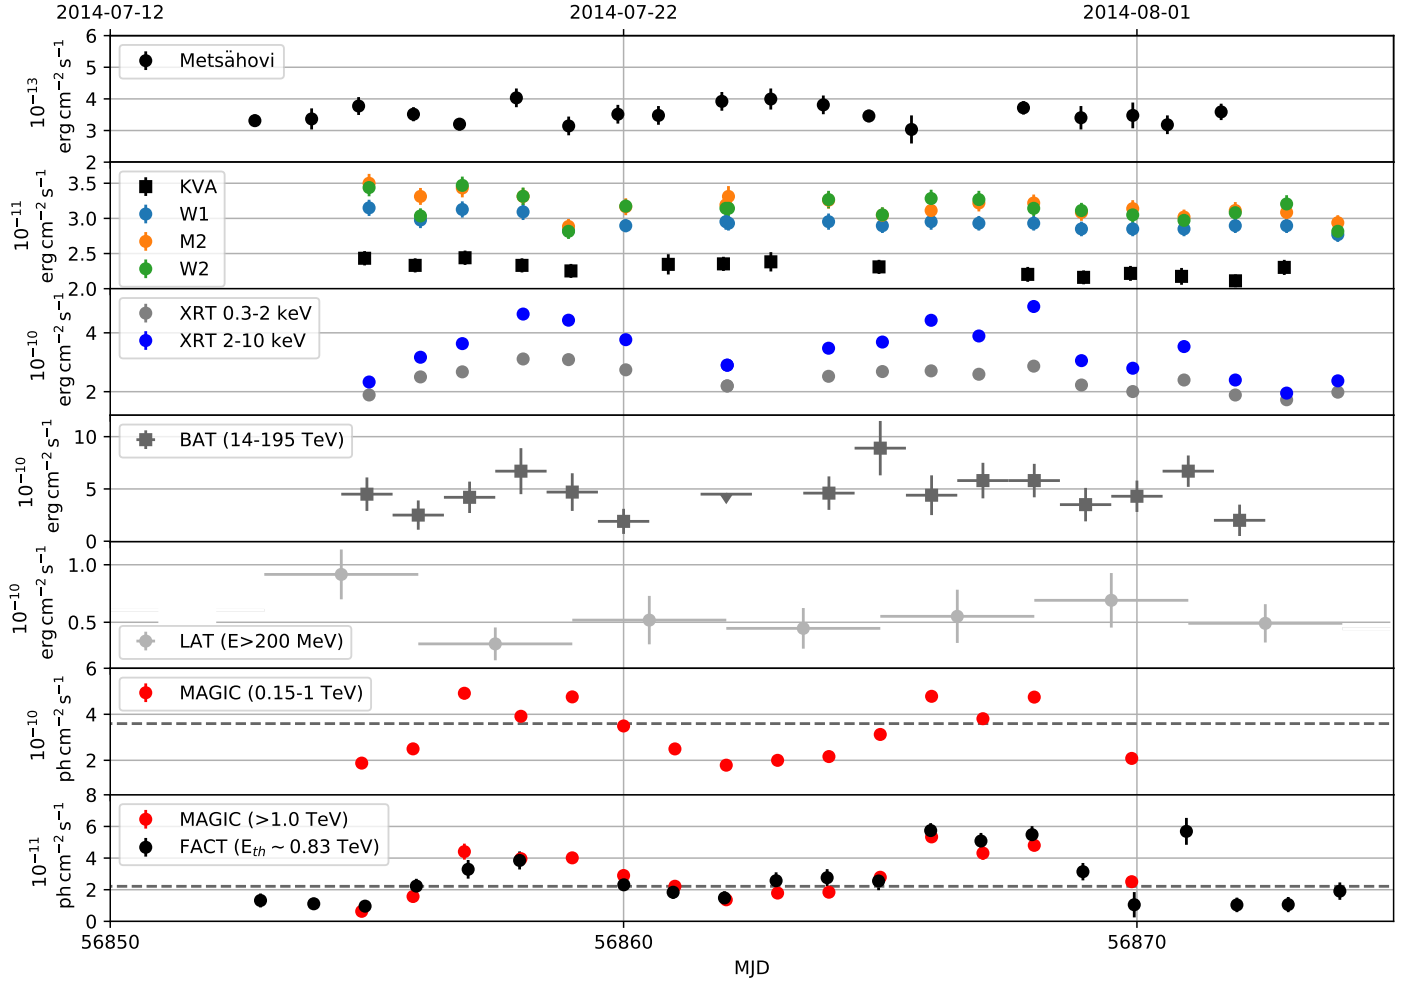 2014-07-12 2014-07-22 2014-08-01
6
5
4
3
2
10⁻¹³
erg cm⁻² s⁻¹
Metsähovi
3.5
3.0
2.5
2.0
10⁻¹¹
erg cm⁻² s⁻¹
KVA
W1
M2
W2
4
2
10⁻¹⁰
erg cm⁻² s⁻¹
XRT 0.3-2 keV
XRT 2-10 keV
10
5
0
10⁻¹⁰
erg cm⁻² s⁻¹
BAT (14-195 TeV)
1.0
0.5
10⁻¹⁰
erg cm⁻² s⁻¹
LAT (E>200 MeV)
6
4
2
10⁻¹⁰
ph cm⁻² s⁻¹
MAGIC (0.15-1 TeV)
8
6
4
2
0
10⁻¹¹
ph cm⁻² s⁻¹
MAGIC (>1.0 TeV)
FACT (Eₜₕ ~ 0.83 TeV)
56850 56860 56870
MJD